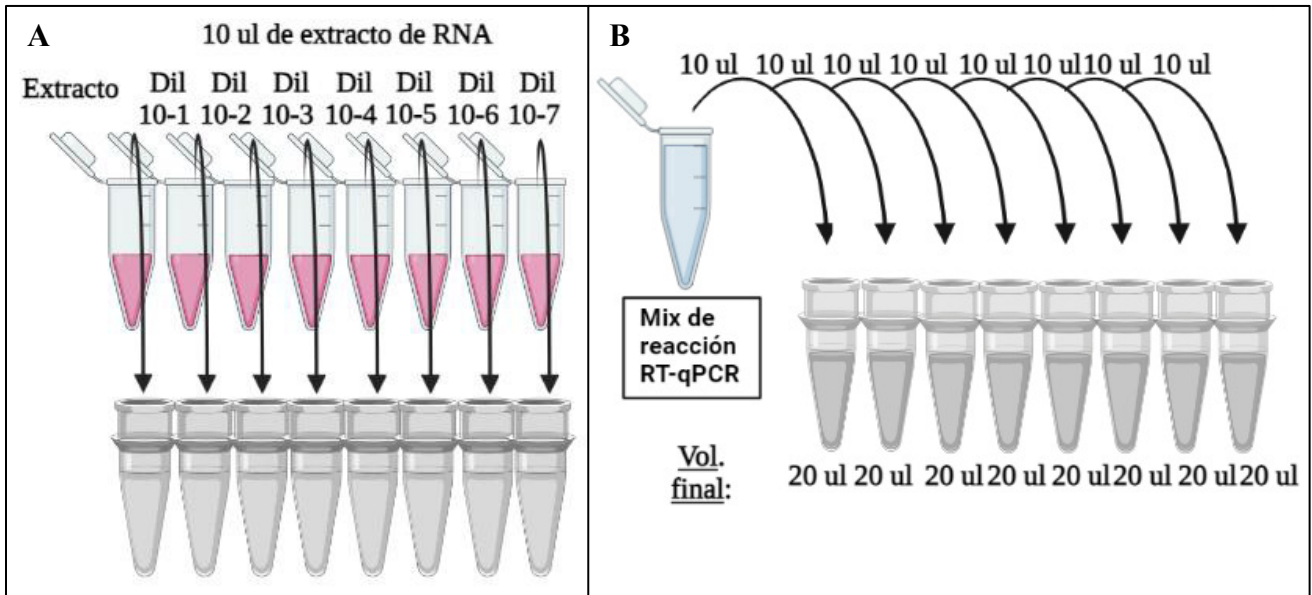 A
10 ul de extracto de RNA
Extracto Dil Dil Dil Dil Dil Dil Dil
10-1 10-2 10-3 10-4 10-5 10-6 10-7
B
10 ul 10 ul 10 ul 10 ul 10 ul 10 ul 10 ul 10 ul
Mix de
reacción
RT-qPCR
Vol.
final:
20 ul 20 ul 20 ul 20 ul 20 ul 20 ul 20 ul 20 ul